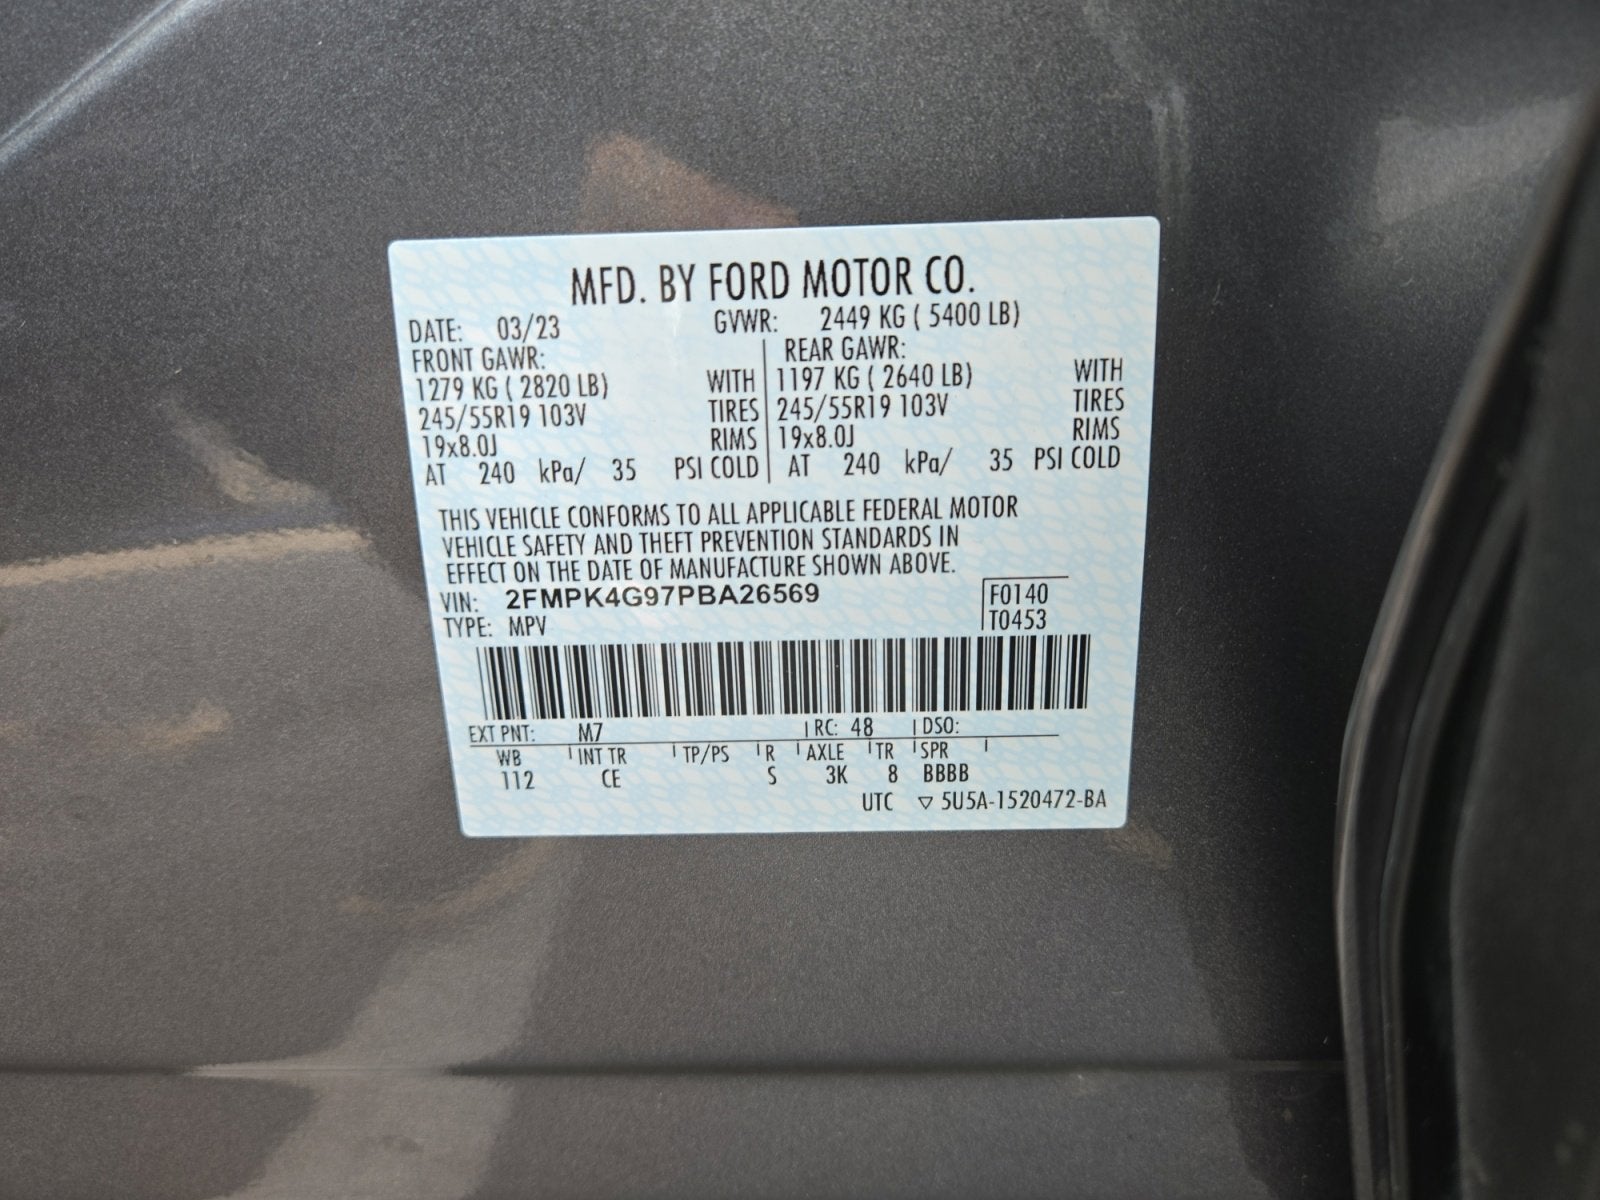 MFD. BY FORD MOTOR CO.
DATE: 03/23 GVWR: 2449 KG ( 5400 LB)
FRONT GAWR: REAR GAWR:
1279 KG ( 2820 LB) WITH 1197 KG ( 2640 LB) WITH
245/55R19 103V TIRES 245/55R19 103V TIRES
19x8.0J RIMS 19x8.0J RIMS
AT 240 kPa/ 35 PSI COLD AT 240 kPa/ 35 PSI COLD
THIS VEHICLE CONFORMS TO ALL APPLICABLE FEDERAL MOTOR
VEHICLE SAFETY AND THEFT PREVENTION STANDARDS IN
EFFECT ON THE DATE OF MANUFACTURE SHOWN ABOVE.
VIN: 2FMPK4G97PBA26569 F0140
TYPE: MPV T0453
EXT PNT: M7 RC: 48 DSO:
WB INT TR TP/PS R AXLE TR SPR
112 CE S 3K 8 BBBB
UTC ▽ 5U5A-1520472-BA